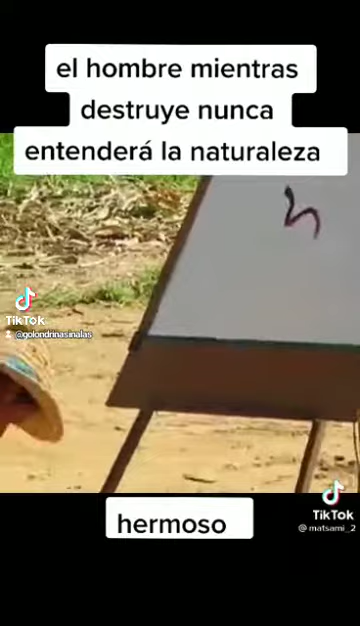 el hombre mientras
destruye nunca
entenderá la naturaleza
TikTok
@golondrinasinalas
hermoso
TikTok
@matsami_2